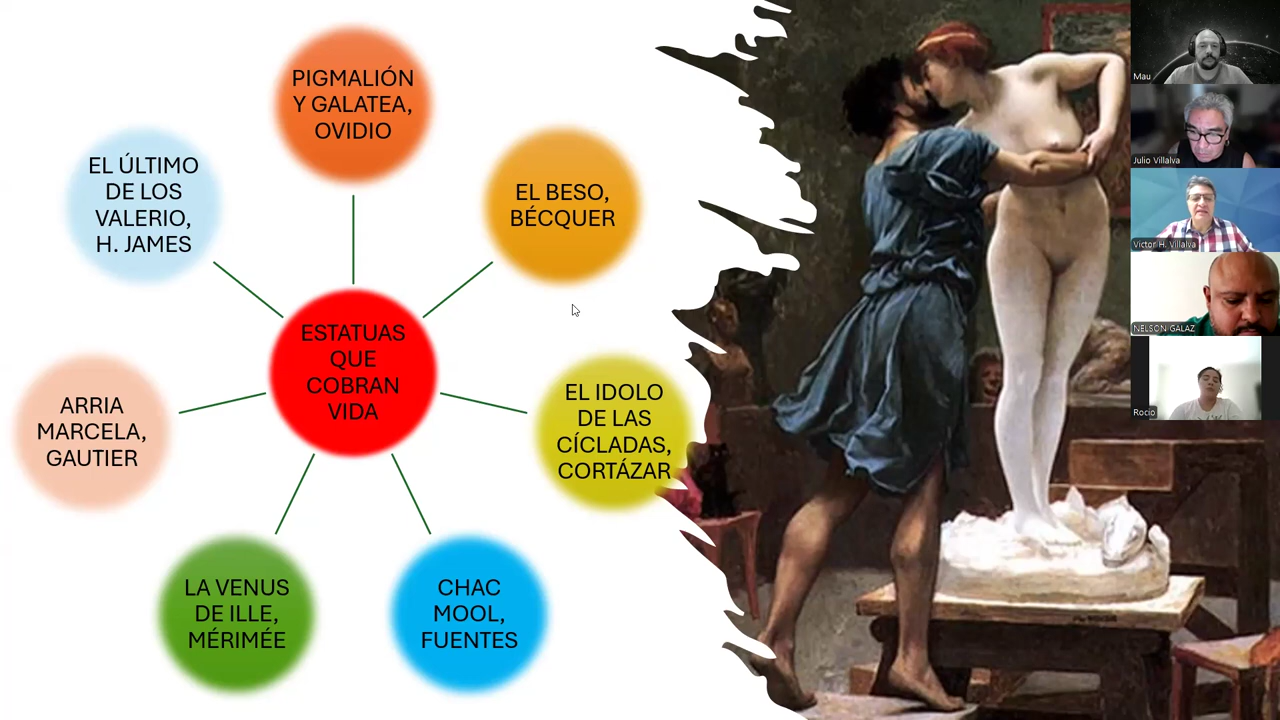 PIGMALIÓN
Y GALATEA,
OVIDIO
EL BESO,
BÉCQUER
EL IDOLO
DE LAS
CÍCLADAS,
CORTÁZAR
CHAC
MOOL,
FUENTES
LA VENUS
DE ILLE,
MÉRIMÉE
ARRIA
MARCELA,
GAUTIER
EL ÚLTIMO
DE LOS
VALERIO,
H. JAMES
ESTATUAS
QUE
COBRAN
VIDA
Mau
Julio Villalva
Victor H. Villalva
NELSON GALAZ
Rocio